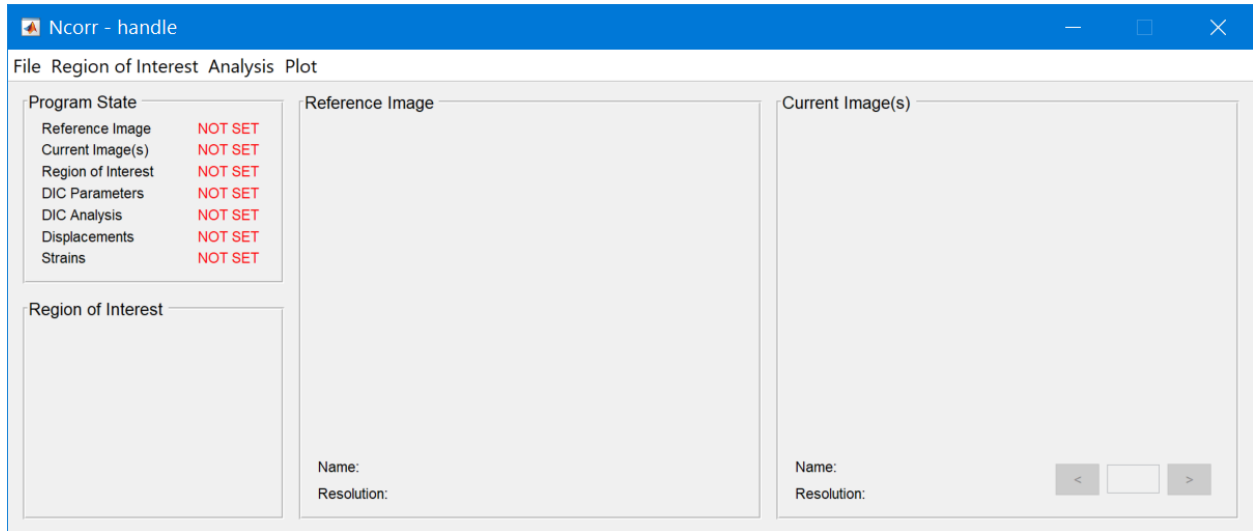 Ncorr - handle
File Region of Interest Analysis Plot
Program State
Reference Image NOT SET
Current Image(s) NOT SET
Region of Interest NOT SET
DIC Parameters NOT SET
DIC Analysis NOT SET
Displacements NOT SET
Strains NOT SET
Region of Interest
Reference Image
Name:
Resolution:
Current Image(s)
Name:
Resolution:
< >